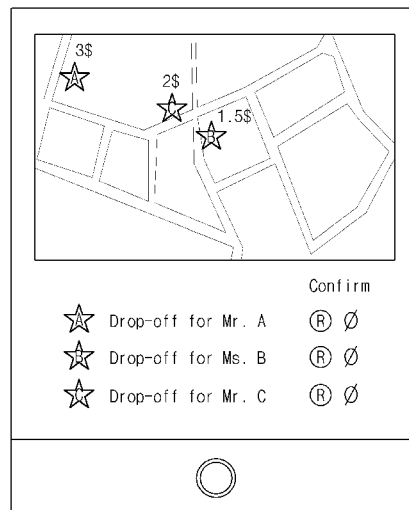 3$
A
2$
C
1.5$
B
Confirm
A Drop-off for Mr. A R Ø
B Drop-off for Ms. B R Ø
C Drop-off for Mr. C R Ø